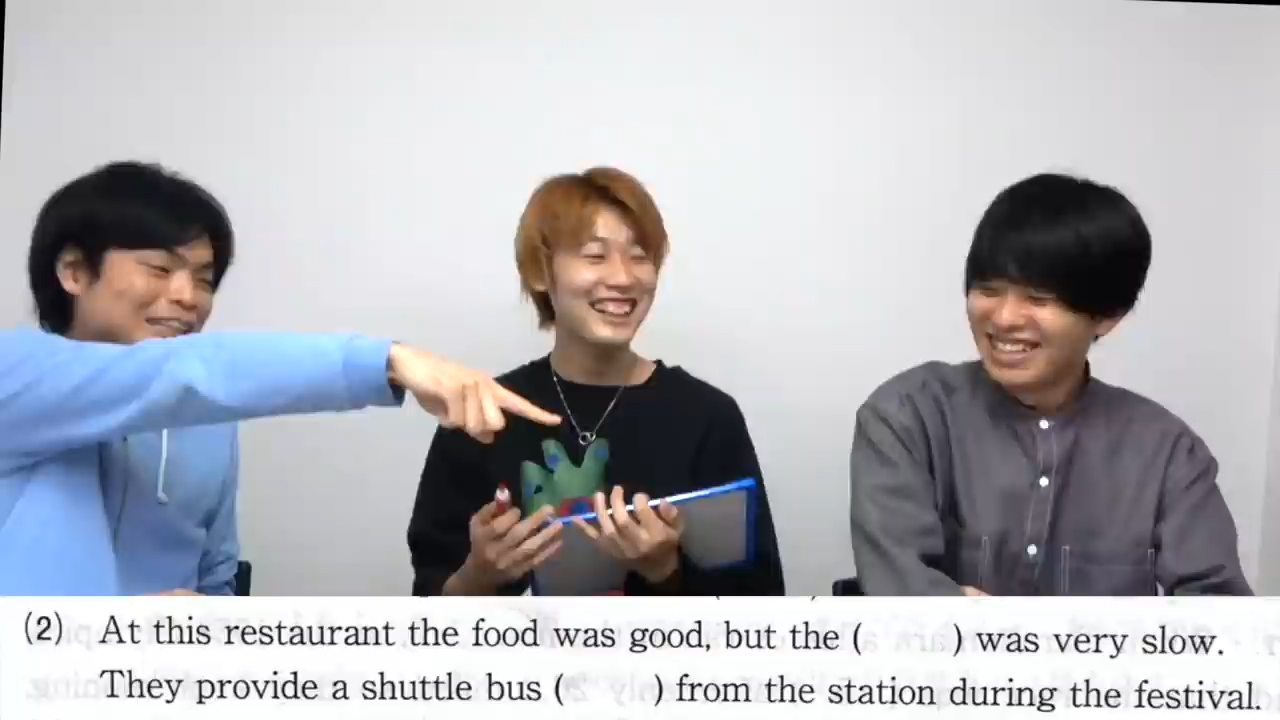 (2) At this restaurant the food was good, but the (     ) was very slow.
They provide a shuttle bus (     ) from the station during the festival.